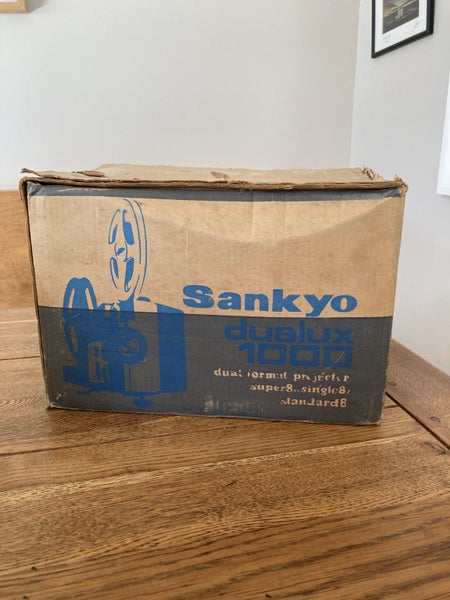 Sankyo
dualux
1000
dual format projector
super8, single8,
standard8